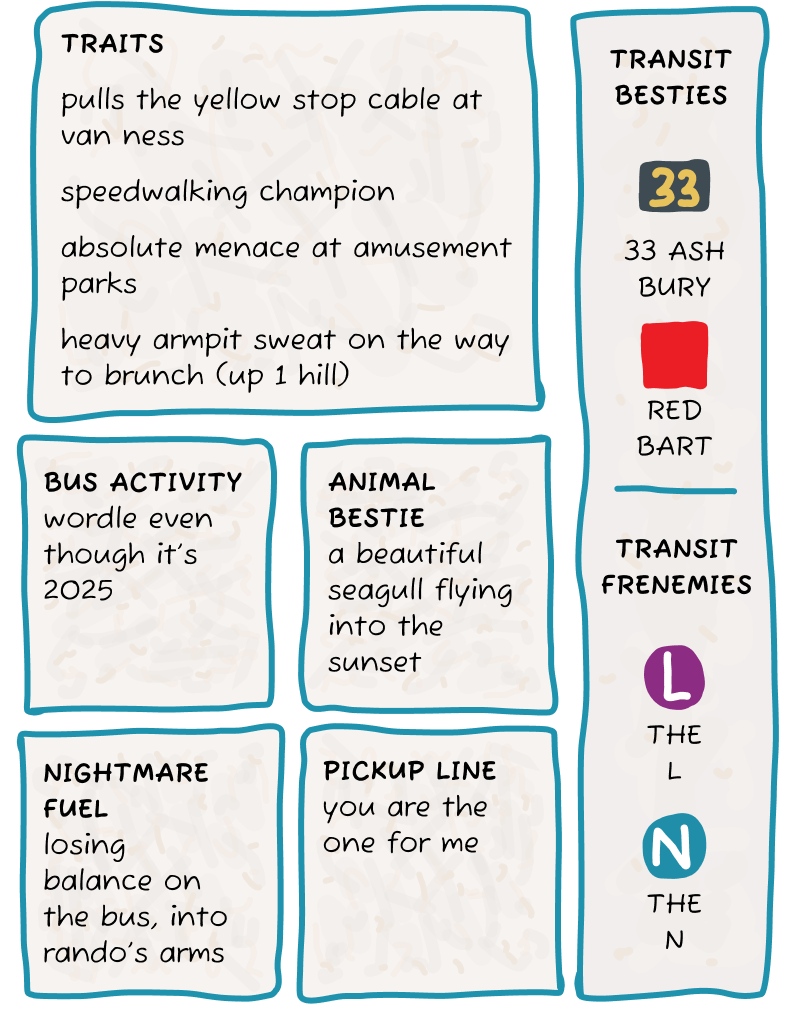 TRAITS
pulls the yellow stop cable at
van ness
speedwalking champion
absolute menace at amusement
parks
heavy armpit sweat on the way
to brunch (up 1 hill)
BUS ACTIVITY
wordle even
though it's
2025
ANIMAL
BESTIE
a beautiful
seagull flying
into the
sunset
NIGHTMARE
FUEL
losing
balance on
the bus, into
rando's arms
PICKUP LINE
you are the
one for me
TRANSIT
BESTIES
33
33 ASH
BURY
RED
BART
TRANSIT
FRENEMIES
L
THE
L
N
THE
N